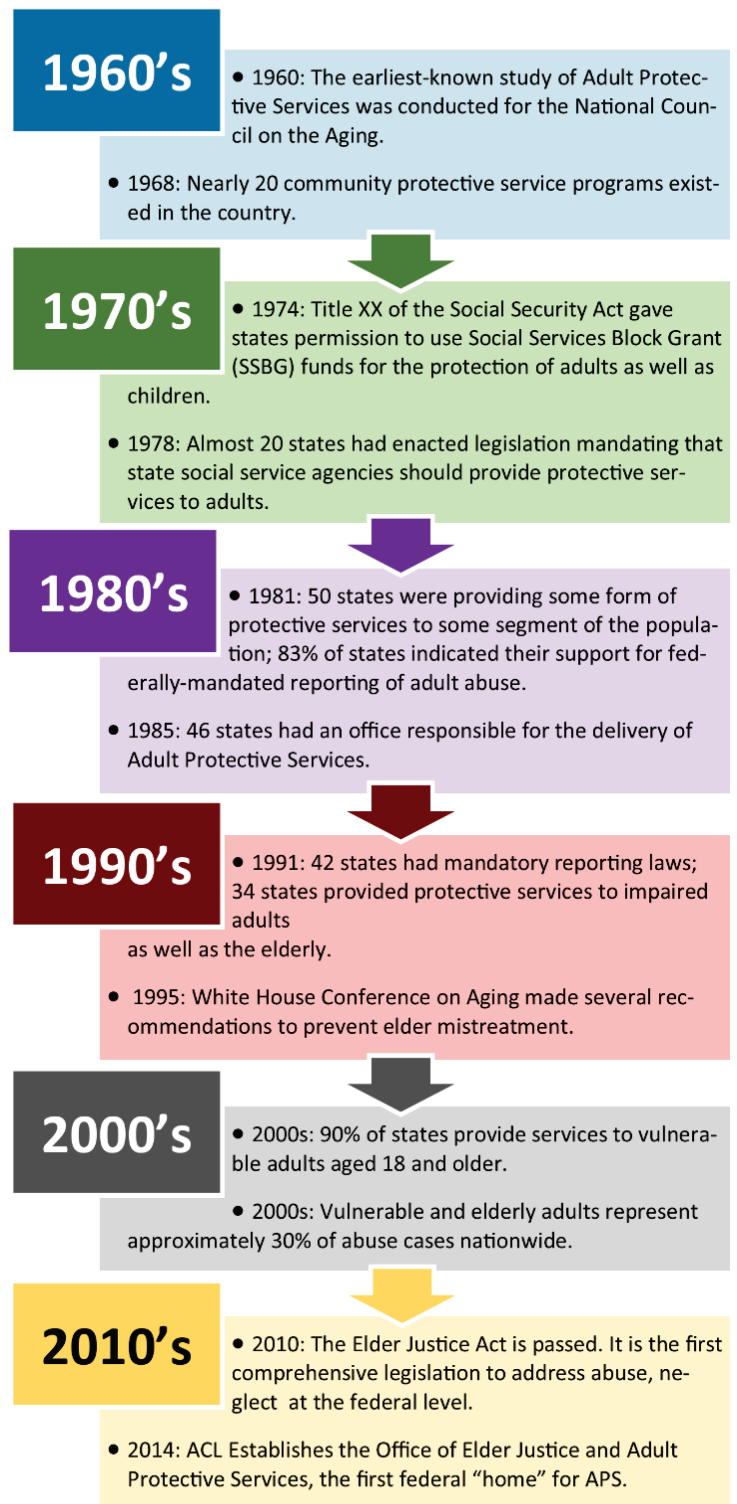 1960’s
• 1960: The earliest-known study of Adult Protec-
tive Services was conducted for the National Coun-
cil on the Aging.
• 1968: Nearly 20 community protective service programs exist-
ed in the country.
1970’s
• 1974: Title XX of the Social Security Act gave
states permission to use Social Services Block Grant
(SSBG) funds for the protection of adults as well as
children.
• 1978: Almost 20 states had enacted legislation mandating that
state social service agencies should provide protective ser-
vices to adults.
1980’s
• 1981: 50 states were providing some form of
protective services to some segment of the popula-
tion; 83% of states indicated their support for fed-
erally-mandated reporting of adult abuse.
• 1985: 46 states had an office responsible for the delivery of
Adult Protective Services.
1990’s
• 1991: 42 states had mandatory reporting laws;
34 states provided protective services to impaired
adults
as well as the elderly.
• 1995: White House Conference on Aging made several rec-
ommendations to prevent elder mistreatment.
2000’s
• 2000s: 90% of states provide services to vulnera-
ble adults aged 18 and older.
• 2000s: Vulnerable and elderly adults represent
approximately 30% of abuse cases nationwide.
2010’s
• 2010: The Elder Justice Act is passed. It is the first
comprehensive legislation to address abuse, ne-
glect at the federal level.
• 2014: ACL Establishes the Office of Elder Justice and Adult
Protective Services, the first federal “home” for APS.